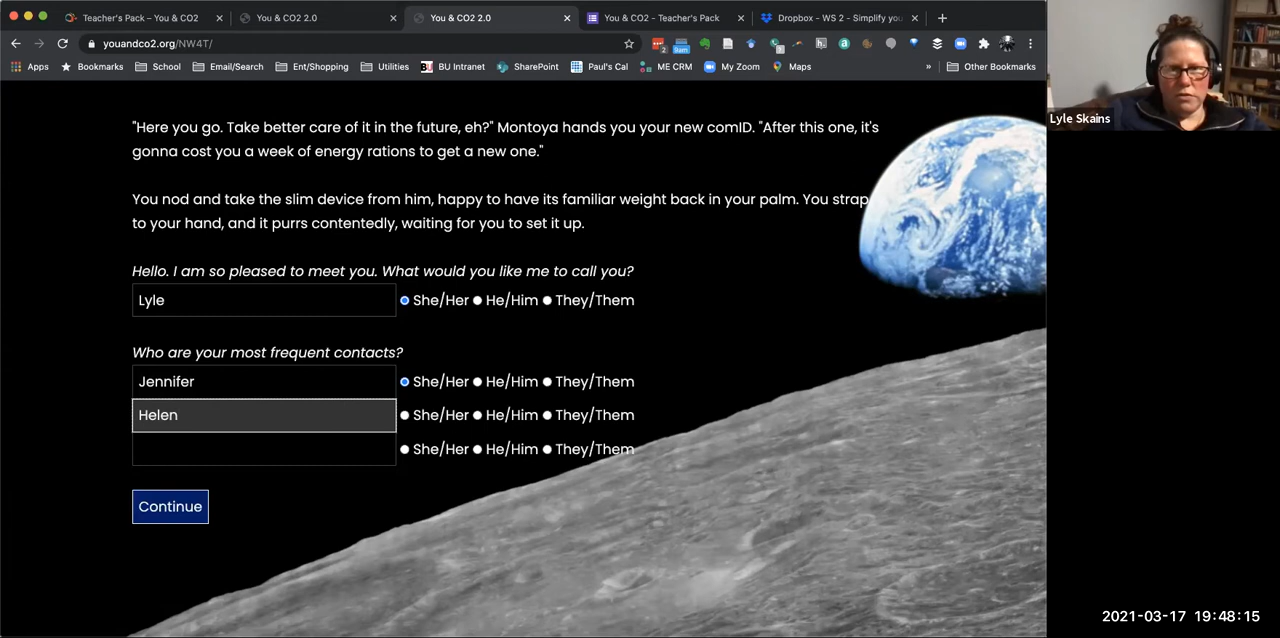 Teacher's Pack – You & CO2
You & CO2 2.0
You & CO2 2.0
You & CO2 - Teacher's Pack
Dropbox - WS 2 - Simplify you
youandco2.org/NW4T/
2
9am
Apps
Bookmarks
School
Email/Search
Ent/Shopping
Utilities
BU Intranet
SharePoint
Paul's Cal
ME CRM
My Zoom
Maps
»
Other Bookmarks
"Here you go. Take better care of it in the future, eh?" Montoya hands you your new comID. "After this one, it's
gonna cost you a week of energy rations to get a new one."
You nod and take the slim device from him, happy to have its familiar weight back in your palm. You strap
to your hand, and it purrs contentedly, waiting for you to set it up.
Hello. I am so pleased to meet you. What would you like me to call you?
Lyle She/Her He/Him They/Them
Who are your most frequent contacts?
Jennifer She/Her He/Him They/Them
Helen She/Her He/Him They/Them
She/Her He/Him They/Them
Continue
Lyle Skains
2021-03-17 19:48:15